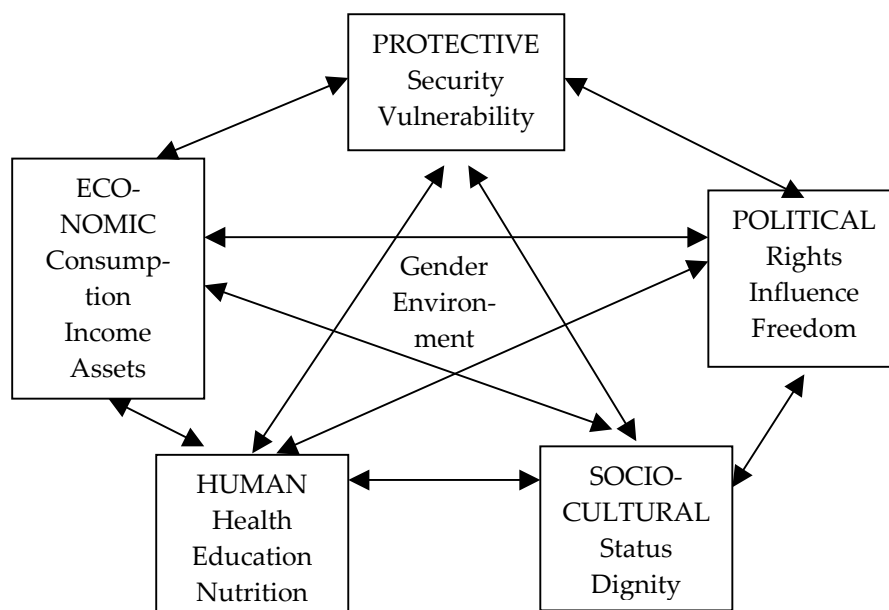 PROTECTIVE
Security
Vulnerability
ECO-
NOMIC
Consump-
tion
Income
Assets
POLITICAL
Rights
Influence
Freedom
Gender
Environ-
ment
HUMAN
Health
Education
Nutrition
SOCIO-
CULTURAL
Status
Dignity